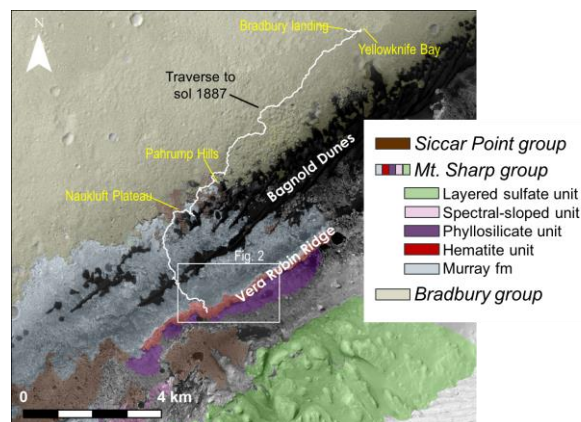 N
Bradbury landing
Yellowknife Bay
Traverse to
sol 1887
Pahrump Hills
Bagnold Dunes
Naukluft Plateau
Fig. 2
Vera Rubin Ridge
0
4 km
Siccar Point group
Mt. Sharp group
Layered sulfate unit
Spectral-sloped unit
Phyllosilicate unit
Hematite unit
Murray fm
Bradbury group